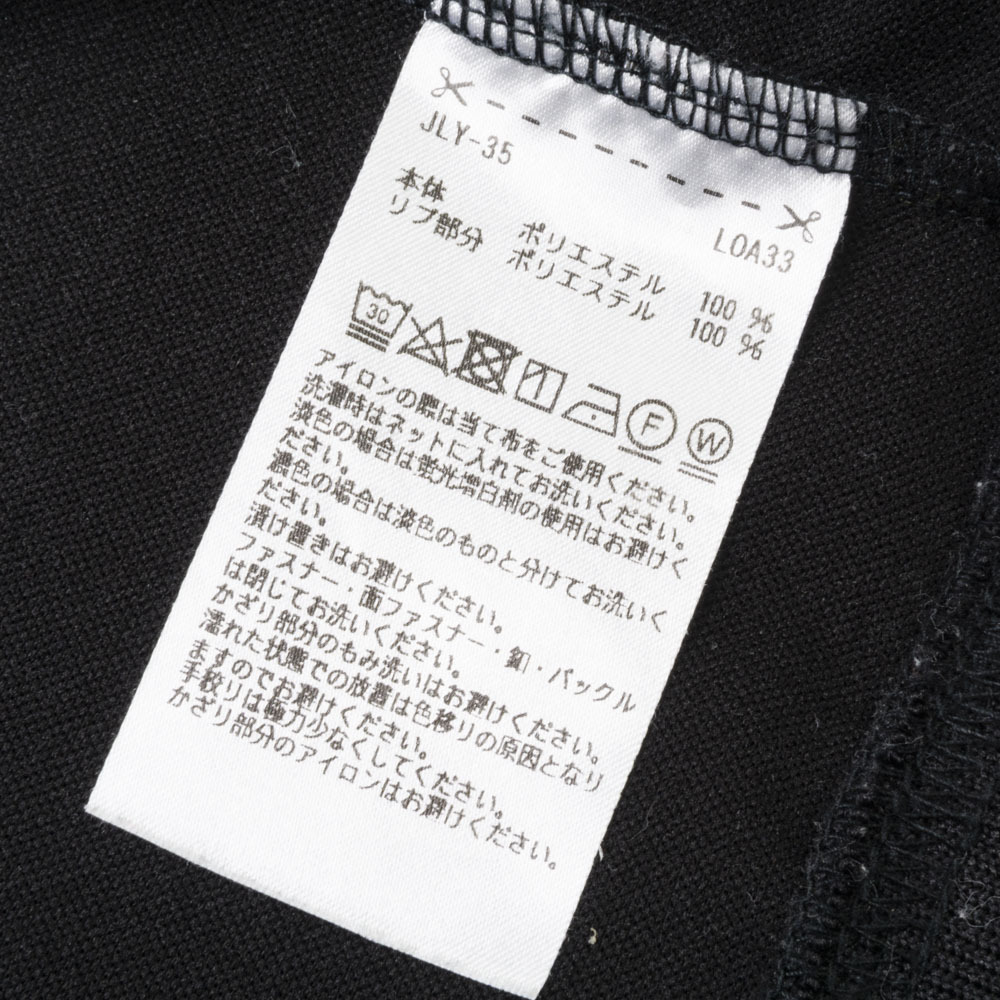 JLY-35
LOA33
本体 ポリエステル 100 %
リブ部分 ポリエステル 100 %
30
F
W
アイロンの際は当て布をご使用ください。
洗濯時はネットに入れてお洗いください。
淡色の場合は蛍光増白剤の使用はお避けく
ださい。
濃色の場合は淡色のものと分けてお洗いく
ださい。
漬け置きはお避けください。
ファスナー・面ファスナー・釦・バックル
は閉じてお洗いください。
かざり部分のもみ洗いはお避けください。
濡れた状態での放置は色移りの原因となり
ますのでお避けください。
手絞りは極力少なくしてください。
かざり部分のアイロンはお避けください。